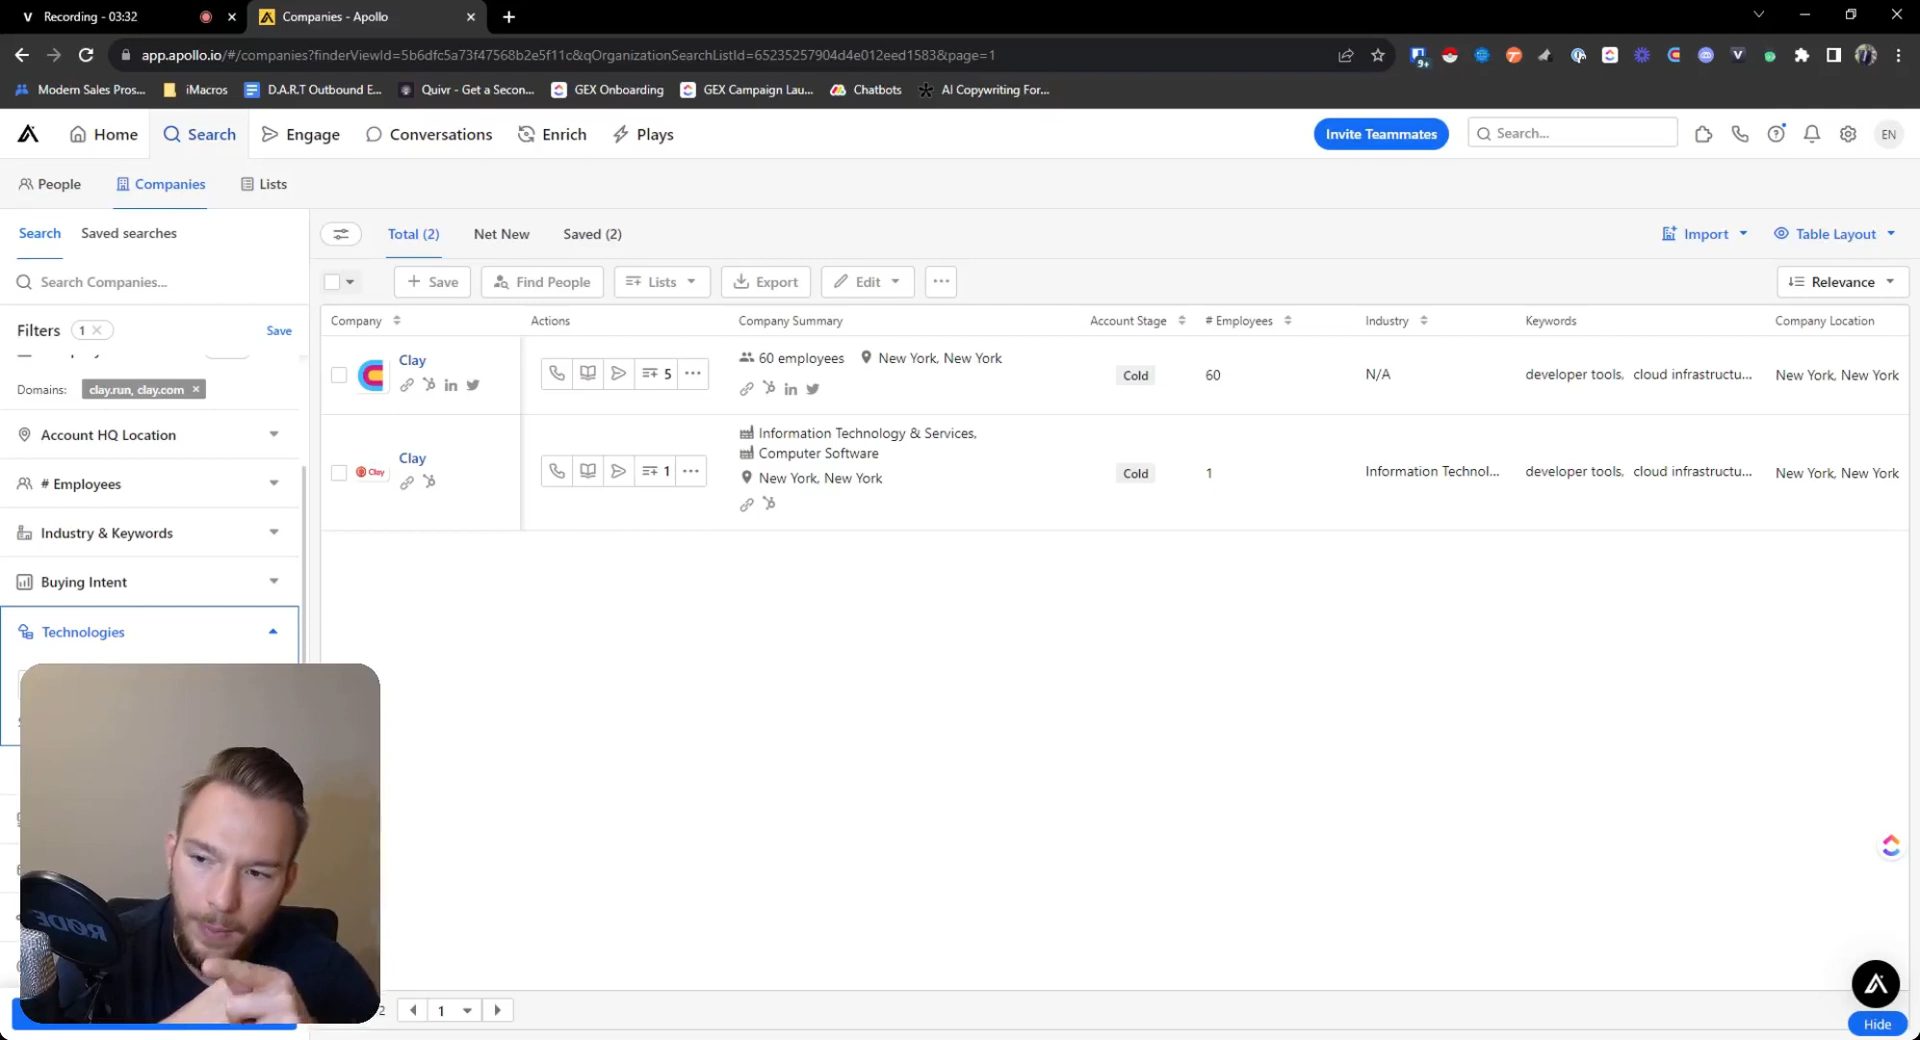 Recording - 03:32
Companies - Apollo
app.apollo.io/#/companies?finderViewId=5b6dfc5a73f47568b2e5f11c&qOrganizationSearchListId=65235257904d4e012eed1583&page=1
9+
Modern Sales Pros...
iMacros
D.A.R.T Outbound E...
Quivr - Get a Secon...
GEX Onboarding
GEX Campaign Lau...
Chatbots
AI Copywriting For...
Home
Search
Engage
Conversations
Enrich
Plays
Invite Teammates
Search...
EN
People
Companies
Lists
Search
Saved searches
Total (2)
Net New
Saved (2)
Import
Table Layout
Search Companies...
Save
Find People
Lists
Export
Edit
Relevance
Filters
1
Save
Company
Actions
Company Summary
Account Stage
# Employees
Industry
Keywords
Company Location
Domains:
clay.run, clay.com
Clay
5
60 employees
New York, New York
Cold
60
N/A
developer tools, cloud infrastructu...
New York, New York
Clay
Clay
1
Information Technology & Services,
Computer Software
New York, New York
Cold
1
Information Technol...
developer tools, cloud infrastructu...
New York, New York
Account HQ Location
# Employees
Industry & Keywords
Buying Intent
Technologies
RØDE
2
1
Hide